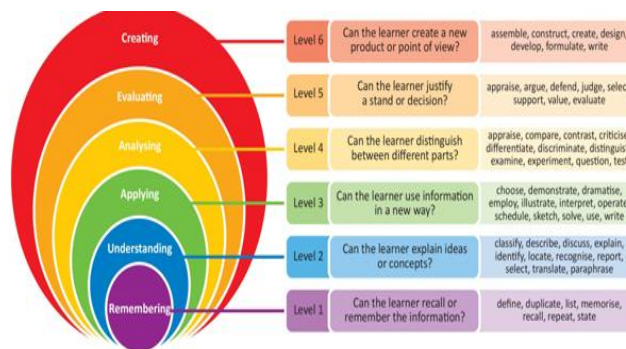 Creating
Level 6
Can the learner create a new
product or point of view?
assemble, construct, create, design,
develop, formulate, write
Evaluating
Level 5
Can the learner justify
a stand or decision?
appraise, argue, defend, judge, selec
support, value, evaluate
Analysing
Level 4
Can the learner distinguish
between different parts?
appraise, compare, contrast, criticise
differentiate, discriminate, distinguis
examine, experiment, question, test
Applying
Level 3
Can the learner use information
in a new way?
choose, demonstrate, dramatise,
employ, illustrate, interpret, operate
schedule, sketch, solve, use, write
Understanding
Level 2
Can the learner explain ideas
or concepts?
classify, describe, discuss, explain,
identify, locate, recognise, report,
select, translate, paraphrase
Remembering
Level 1
Can the learner recall or
remember the information?
define, duplicate, list, memorise,
recall, repeat, state